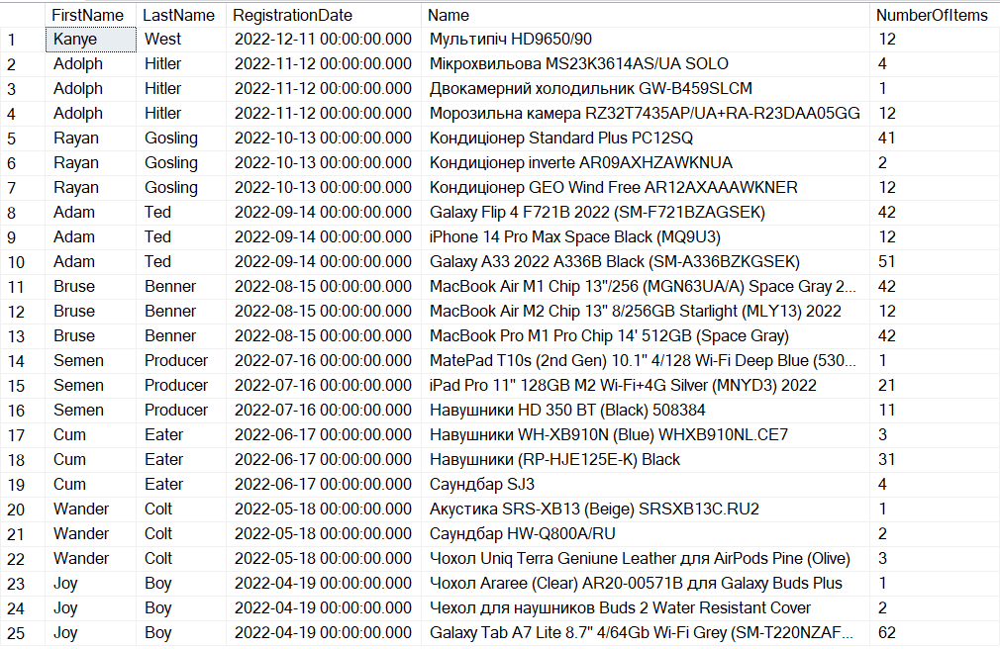 FirstName LastName RegistrationDate Name NumberOfItems
1 Kanye West 2022-12-11 00:00:00.000 Мультипіч HD9650/90 12
2 Adolph Hitler 2022-11-12 00:00:00.000 Мікрохвильова MS23K3614AS/UA SOLO 4
3 Adolph Hitler 2022-11-12 00:00:00.000 Двокамерний холодильник GW-B459SLCM 1
4 Adolph Hitler 2022-11-12 00:00:00.000 Морозильна камера RZ32T7435AP/UA+RA-R23DAA05GG 12
5 Rayan Gosling 2022-10-13 00:00:00.000 Кондиціонер Standard Plus PC12SQ 41
6 Rayan Gosling 2022-10-13 00:00:00.000 Кондиціонер inverte AR09AXHZAWKNUA 2
7 Rayan Gosling 2022-10-13 00:00:00.000 Кондиціонер GEO Wind Free AR12AXAAAWKNER 12
8 Adam Ted 2022-09-14 00:00:00.000 Galaxy Flip 4 F721B 2022 (SM-F721BZAGSEK) 42
9 Adam Ted 2022-09-14 00:00:00.000 iPhone 14 Pro Max Space Black (MQ9U3) 12
10 Adam Ted 2022-09-14 00:00:00.000 Galaxy A33 2022 A336B Black (SM-A336BZKGSEK) 51
11 Bruse Benner 2022-08-15 00:00:00.000 MacBook Air M1 Chip 13"/256 (MGN63UA/A) Space Gray 2... 42
12 Bruse Benner 2022-08-15 00:00:00.000 MacBook Air M2 Chip 13" 8/256GB Starlight (MLY13) 2022 12
13 Bruse Benner 2022-08-15 00:00:00.000 MacBook Pro M1 Pro Chip 14' 512GB (Space Gray) 42
14 Semen Producer 2022-07-16 00:00:00.000 MatePad T10s (2nd Gen) 10.1" 4/128 Wi-Fi Deep Blue (530... 1
15 Semen Producer 2022-07-16 00:00:00.000 iPad Pro 11" 128GB M2 Wi-Fi+4G Silver (MNYD3) 2022 21
16 Semen Producer 2022-07-16 00:00:00.000 Навушники HD 350 BT (Black) 508384 11
17 Cum Eater 2022-06-17 00:00:00.000 Навушники WH-XB910N (Blue) WHXB910NL.CE7 3
18 Cum Eater 2022-06-17 00:00:00.000 Навушники (RP-HJE125E-K) Black 31
19 Cum Eater 2022-06-17 00:00:00.000 Саундбар SJ3 4
20 Wander Colt 2022-05-18 00:00:00.000 Акустика SRS-XB13 (Beige) SRSXB13C.RU2 1
21 Wander Colt 2022-05-18 00:00:00.000 Саундбар HW-Q800A/RU 2
22 Wander Colt 2022-05-18 00:00:00.000 Чохол Uniq Terra Geniune Leather для AirPods Pine (Olive) 3
23 Joy Boy 2022-04-19 00:00:00.000 Чохол Araree (Clear) AR20-00571B для Galaxy Buds Plus 1
24 Joy Boy 2022-04-19 00:00:00.000 Чехол для наушников Buds 2 Water Resistant Cover 2
25 Joy Boy 2022-04-19 00:00:00.000 Galaxy Tab A7 Lite 8.7" 4/64Gb Wi-Fi Grey (SM-T220NZAF... 62